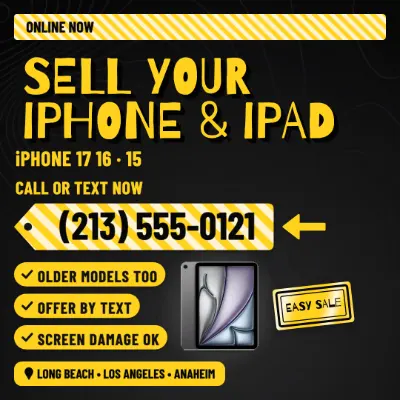 ONLINE NOW
SELL YOUR
IPHONE & IPAD
iPHONE 17 16 · 15
CALL OR TEXT NOW
(213) 555-0121
OLDER MODELS TOO
OFFER BY TEXT
EASY SALE
SCREEN DAMAGE OK
LONG BEACH • LOS ANGELES • ANAHEIM